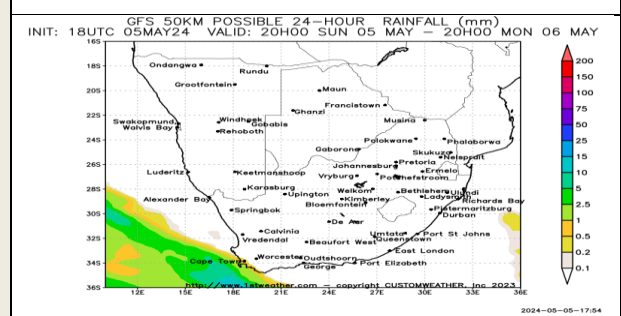 GFS 50KM POSSIBLE 24-HOUR RAINFALL (mm)
INIT: 18UTC 05MAY24 VALID: 20H00 SUN 05 MAY - 20H00 MON 06 MAY
16S
18S
20S
22S
24S
26S
28S
30S
32S
34S
36S
Ondangwa
Rundu
Grootfontein
Maun
Francistown
Ghanzi
Swakopmund
Walvis Bay
Windhoek
Gobabis
Rehoboth
Musina
Polokwane
Phalaborwa
Gaborone
Skukuza
Nelspruit
Pretoria
Johannesburg
Luderitz
Keetmanshoop
Vryburg
Potchefstroom
Ermelo
Karasburg
Upington
Welkom
Bethlehem
Ulundi
Alexander Bay
Kimberley
Ladysmith
Richards Bay
Springbok
Bloemfontein
Pietermaritzburg
Durban
De Aar
Calvinia
Vredendal
Umtata
Port St Johns
Queenstown
Beaufort West
East London
Cape Town
Worcester
Oudtshoorn
George
Port Elizabeth
http://www.1stweather.com - copyright CUSTOMWEATHER, Inc 2023
12E 15E 18E 21E 24E 27E 30E 33E 36E
200
150
100
75
50
25
15
10
5
2.5
1
0.5
0.2
0.1
2024-05-05-17:54